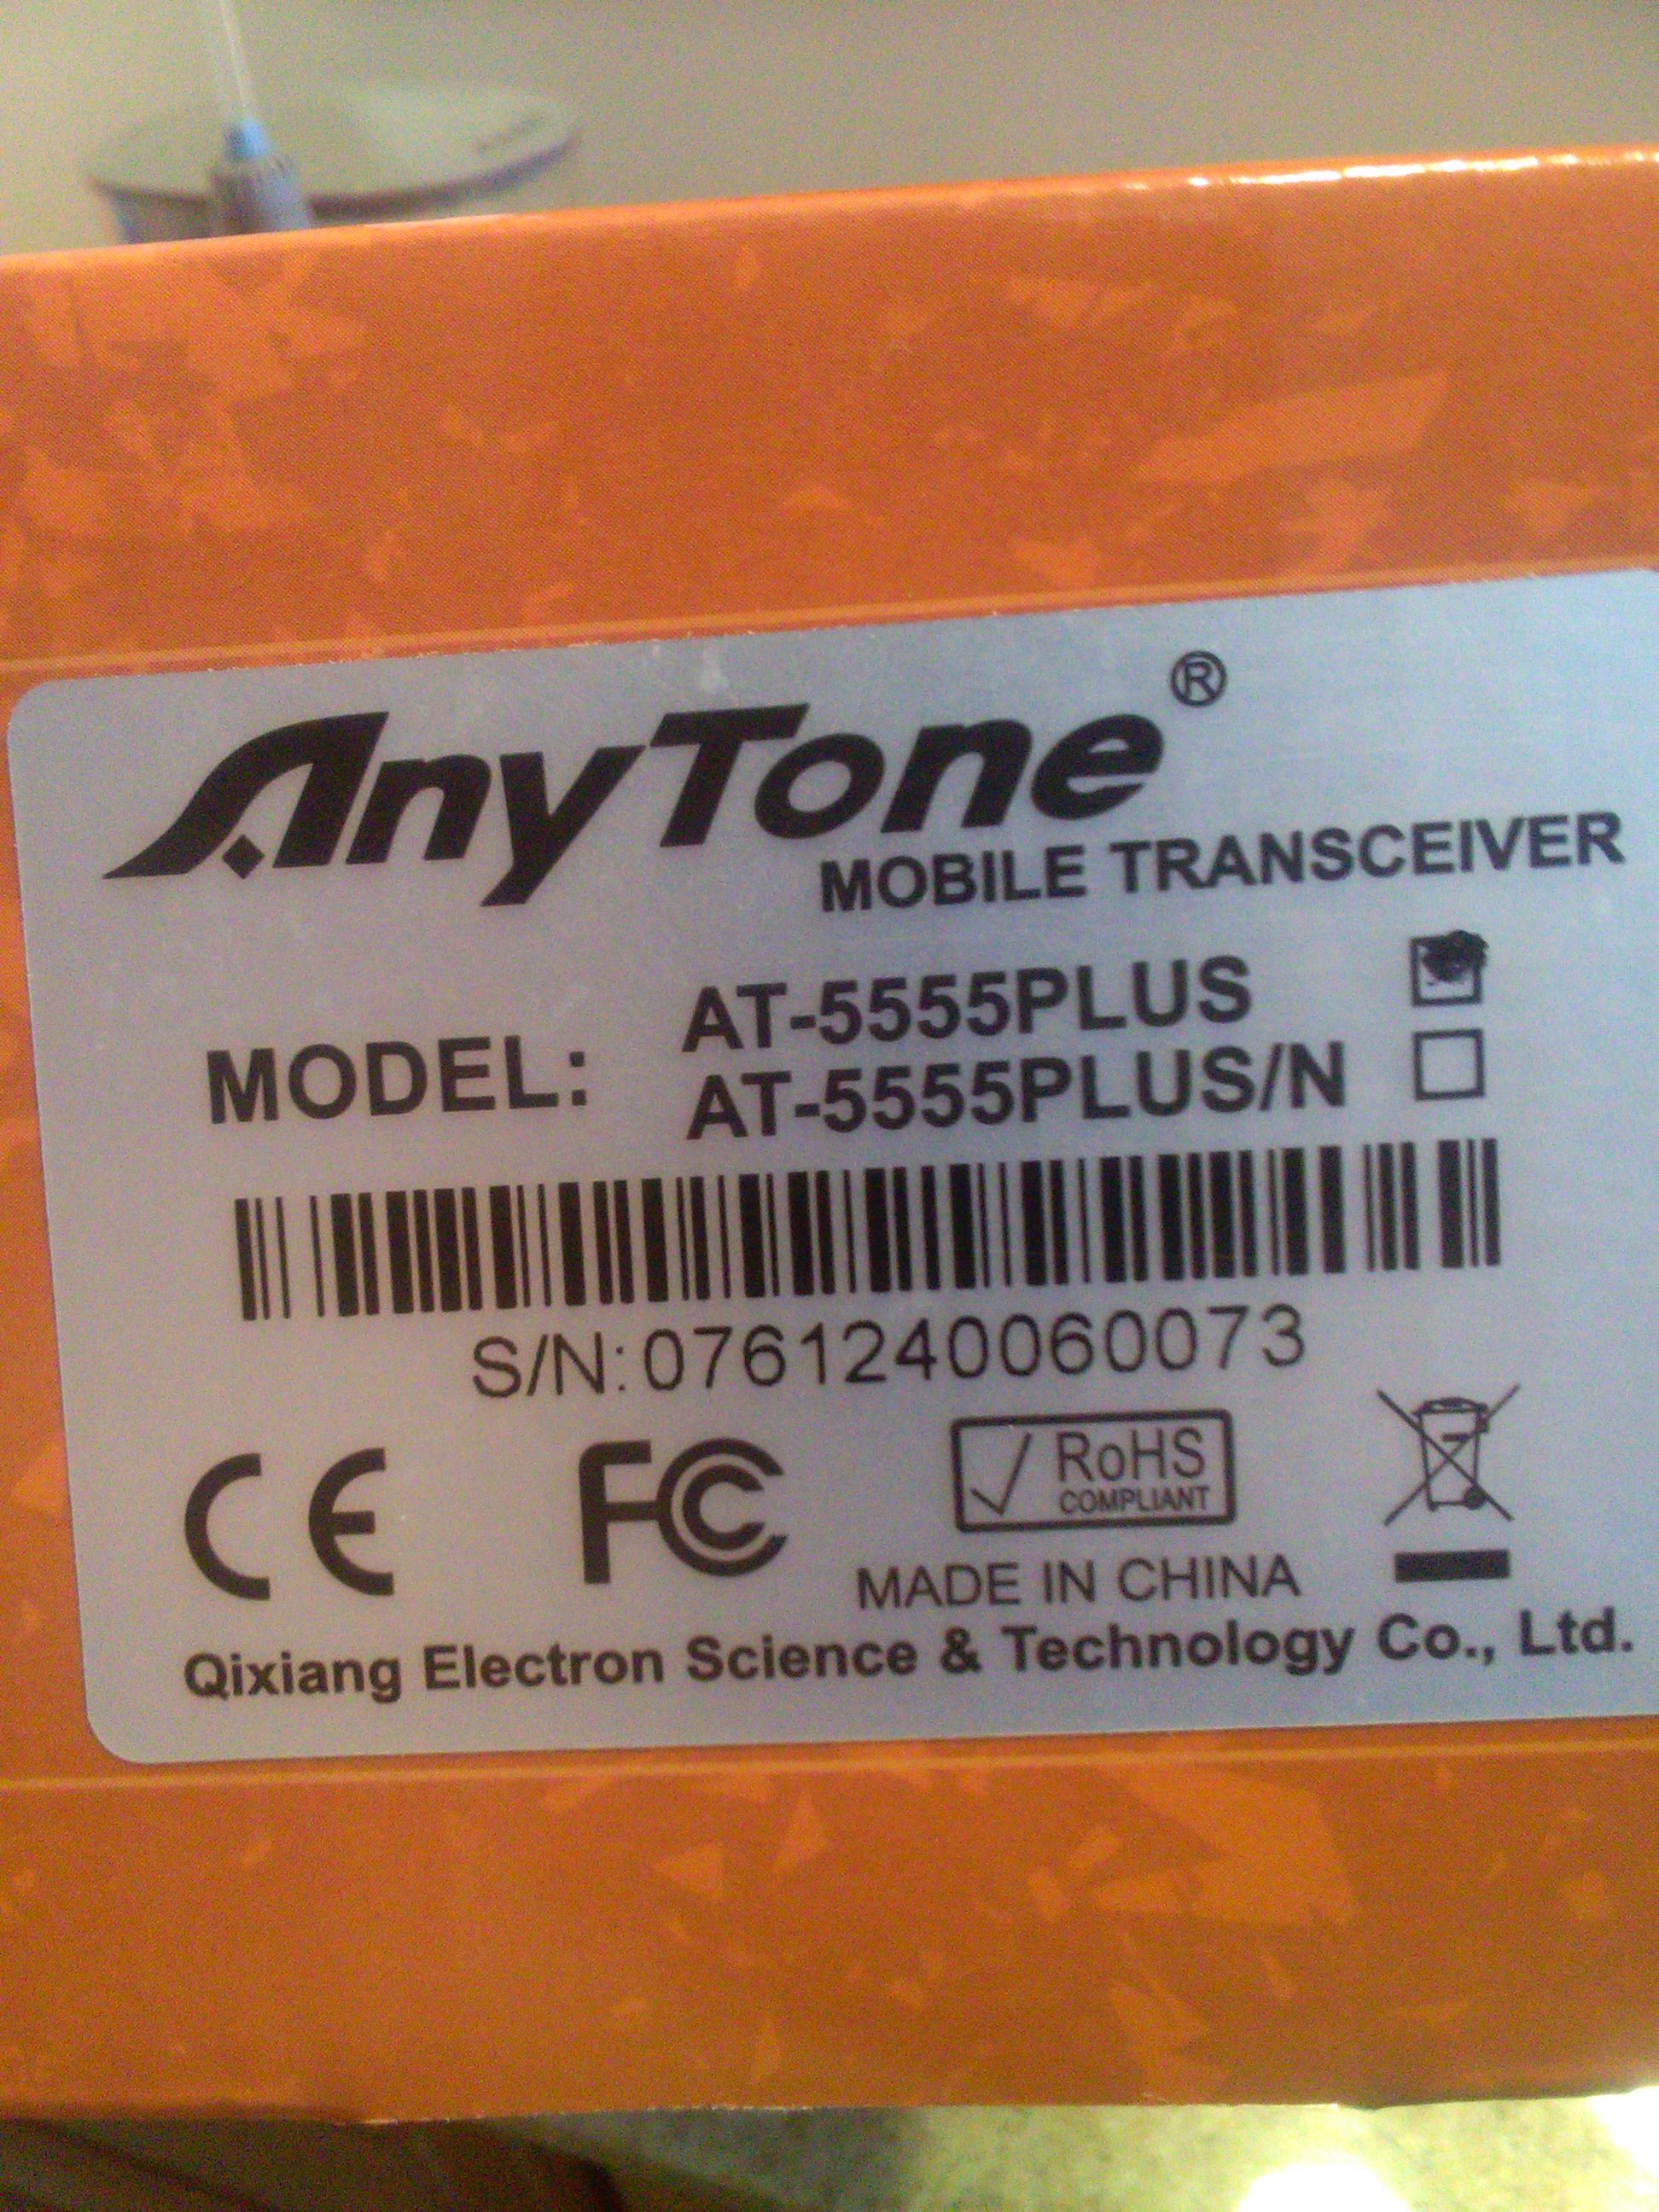 AnyTone®
MOBILE TRANSCEIVER
MODEL: AT-5555PLUS
AT-5555PLUS/N
S/N:0761240060073
CE FC RoHS
COMPLIANT
MADE IN CHINA
Qixiang Electron Science & Technology Co., Ltd.